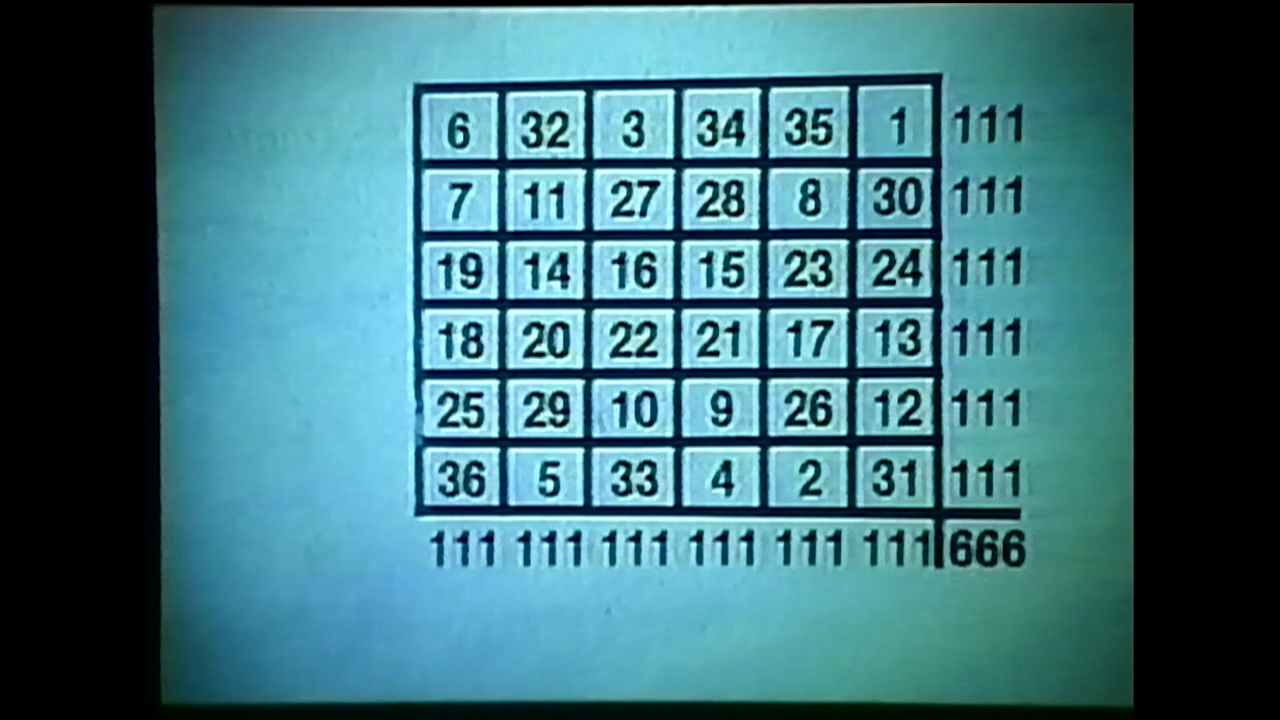 6 32 3 34 35 1 111
7 11 27 28 8 30 111
19 14 16 15 23 24 111
18 20 22 21 17 13 111
25 29 10 9 26 12 111
36 5 33 4 2 31 111
111 111 111 111 111 111 666